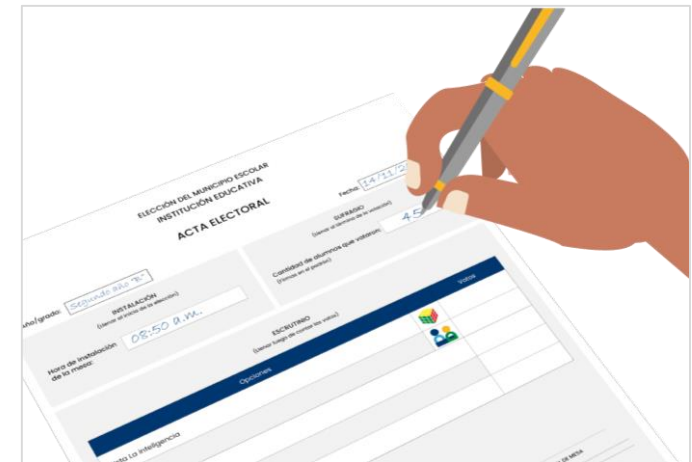 ELECCIÓN DEL MUNICIPIO ESCOLAR
INSTITUCIÓN EDUCATIVA
ACTA ELECTORAL
Fecha: 14/11/2
Año/grado: Segundo año "B"
INSTALACIÓN
(Llenar al inicio de la elección)
Hora de instalación
de la mesa:
08:50 a.m.
SUFRAGIO
(Llenar al término de la votación)
Cantidad de alumnos que votaron:
(Firmas en el padrón)
45
ESCRUTINIO
(Llenar luego de contar los votos)
Opciones
Votos
La Inteligencia
DE MESA